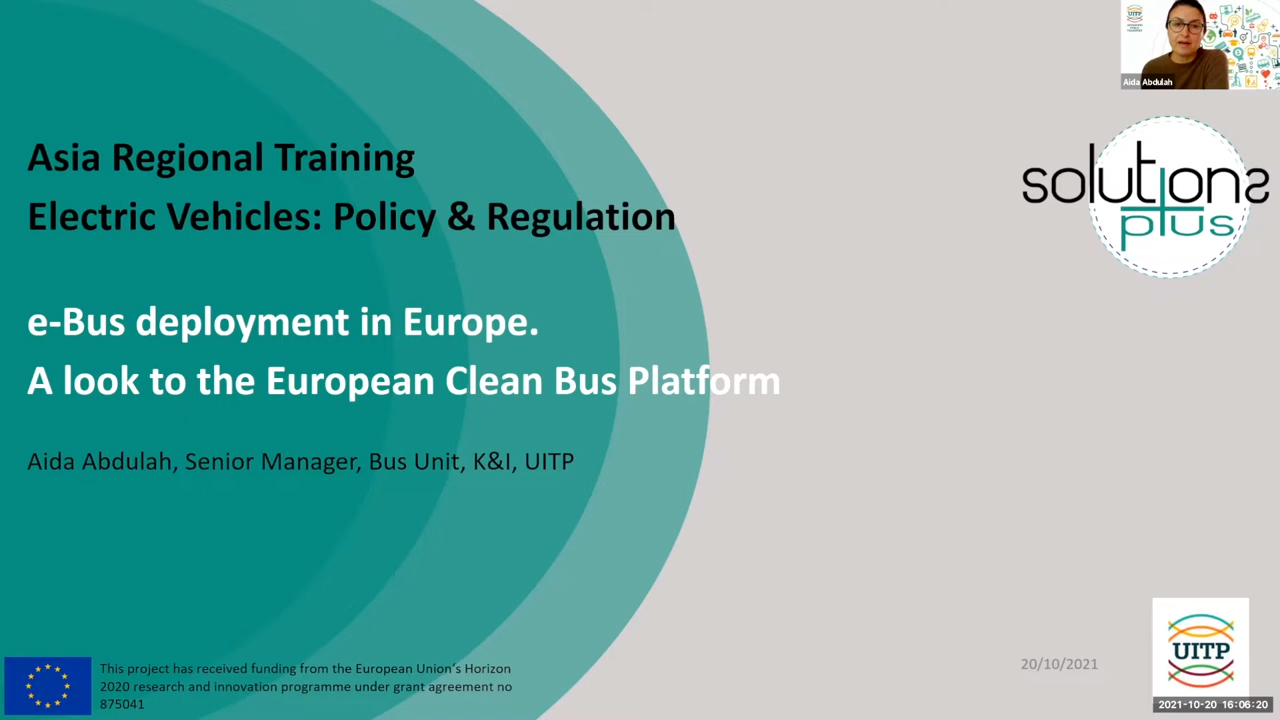 UITP
Aida Abdulah
Asia Regional Training
Electric Vehicles: Policy & Regulation
solutions
plus
e-Bus deployment in Europe.
A look to the European Clean Bus Platform
Aida Abdulah, Senior Manager, Bus Unit, K&I, UITP
This project has received funding from the European Union's Horizon
2020 research and innovation programme under grant agreement no
875041
20/10/2021
UITP
2021-10-20 16:06:20